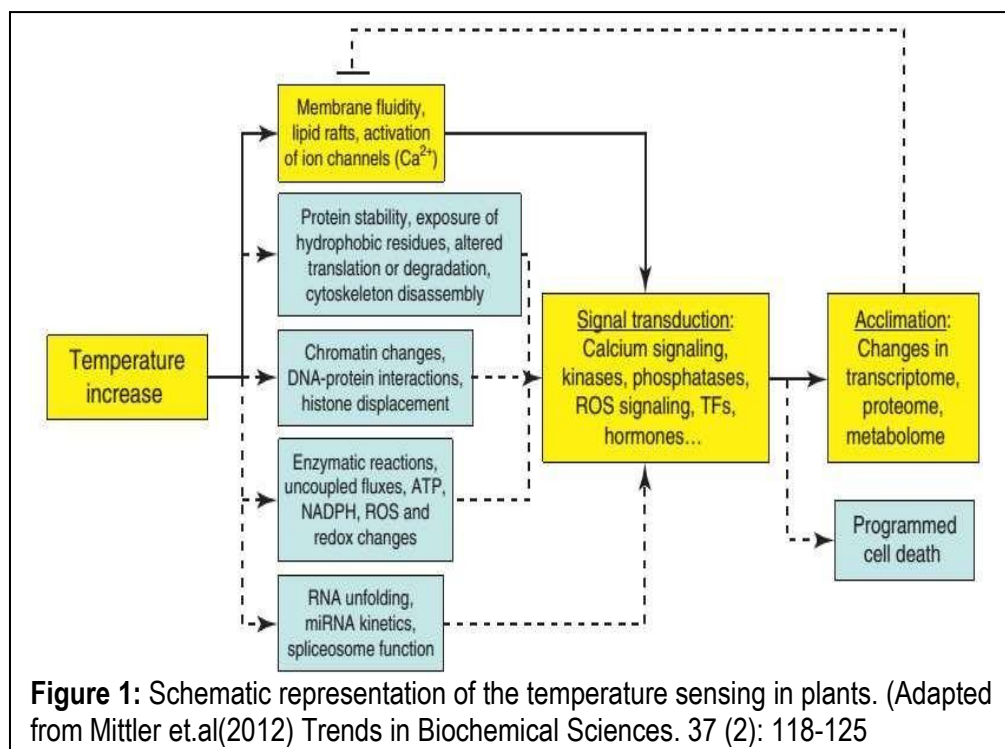 Membrane fluidity,
lipid rafts, activation
of ion channels (Ca²⁺)
Protein stability, exposure of
hydrophobic residues, altered
translation or degradation,
cytoskeleton disassembly
Temperature
increase
Chromatin changes,
DNA-protein interactions,
histone displacement
Enzymatic reactions,
uncoupled fluxes, ATP,
NADPH, ROS and
redox changes
RNA unfolding,
miRNA kinetics,
spliceosome function
Signal transduction:
Calcium signaling,
kinases, phosphatases,
ROS signaling, TFs,
hormones...
Acclimation:
Changes in
transcriptome,
proteome,
metabolome
Programmed
cell death
Figure 1: Schematic representation of the temperature sensing in plants. (Adapted
from Mittler et.al(2012) Trends in Biochemical Sciences. 37 (2): 118-125